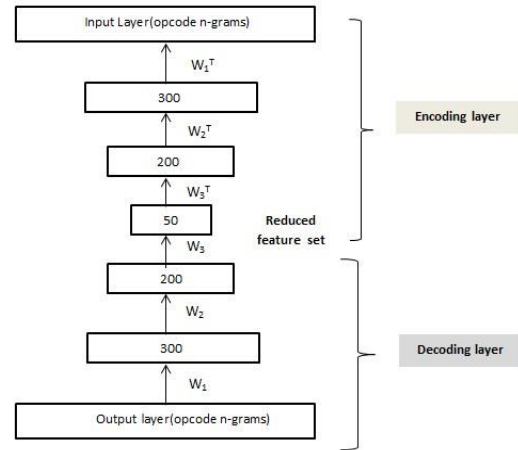 Input Layer(opcode n-grams)
W₁ᵀ
300
Encoding layer
W₂ᵀ
200
W₃ᵀ
50
Reduced
feature set
W₃
200
W₂
300
Decoding layer
W₁
Output layer(opcode n-grams)